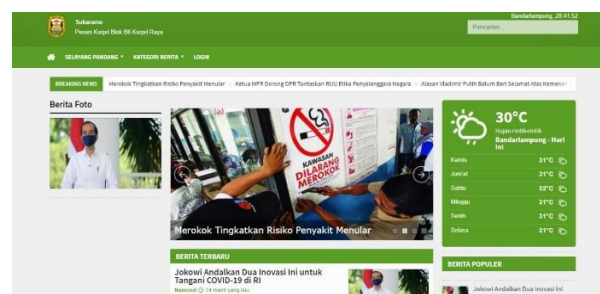 Sukarame
Perum Korpri Blok B6 Korpri Raya
Bandarlampung, 28 41:52
Pencarian...
SELAYANG PANDANG
KATEGORI BERITA
LOGIN
BREAKING NEWS
Merokok Tingkatkan Risiko Penyakit Menular - Ketua MPR Dorong DPR Tuntaskan RUU Etika Penyelenggara Negara - Alasan Vladimir Putin Belum Beri Selamat Atas Kemenan
Berita Foto
KAWASAN
DILARANG
MEROKOK
Merokok Tingkatkan Risiko Penyakit Menular
30°C
Hujan rintik-rintik
Bandarlampung - Hari
Ini
Kamis 31°C
Jum'at 31°C
Sabtu 32°C
Minggu 31°C
Senin 31°C
Selasa 31°C
BERITA TERBARU
Jokowi Andalkan Dua Inovasi Ini untuk
Tangani COVID-19 di RI
Nasional 24 menit yang lalu
BERITA POPULER
Jokowi Andalkan Dua Inovasi Ini